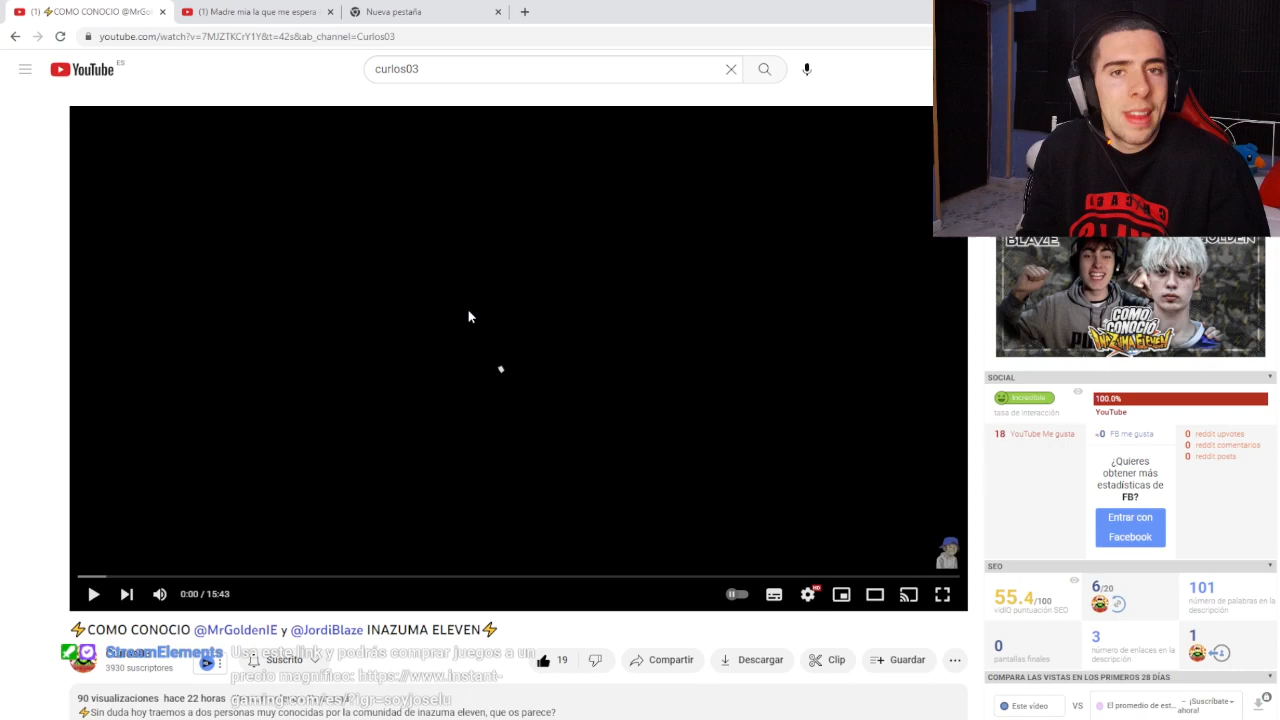 (1) ⚡COMO CONOCIO @MrGol
(1) Madre mia la que me espera
Nueva pestaña
youtube.com/watch?v=7MJZTKCrY1Y&t=42s&ab_channel=Curlos03
YouTube ES
curlos03
BLAZE
COMO
CONOCIÓ
INAZUMA ELEVEN
SOCIAL
Increíble
tasa de interacción
100.0%
YouTube
18 YouTube Me gusta
0 FB me gusta
¿Quieres
obtener más
estadísticas de
FB?
Entrar con
Facebook
0 reddit upvotes
0 reddit comentarios
0 reddit posts
SEO
55.4/100
vidIQ puntuación SEO
6/20
101
número de palabras en la
descripción
0
pantallas finales
3
número de enlaces en la
descripción
1
COMPARA LAS VISTAS EN LOS PRIMEROS 28 DÍAS
Este vídeo
VS
El promedio de est...
¡Suscríbate
ahora!
0:00 / 15:43
HD
⚡COMO CONOCIO @MrGoldenIE y @JordiBlaze INAZUMA ELEVEN⚡
3930 suscriptores
Suscrito
19
Compartir
Descargar
Clip
Guardar
StreamElements Usa este link y podrás comprar juegos a un
precio magnífico: https://www.instant-
gaming.com/es/?igr=soyjoselu
90 visualizaciones hace 22 horas
⚡Sin duda hoy traemos a dos personas muy conocidas por la comunidad de inazuma eleven, que os parece?